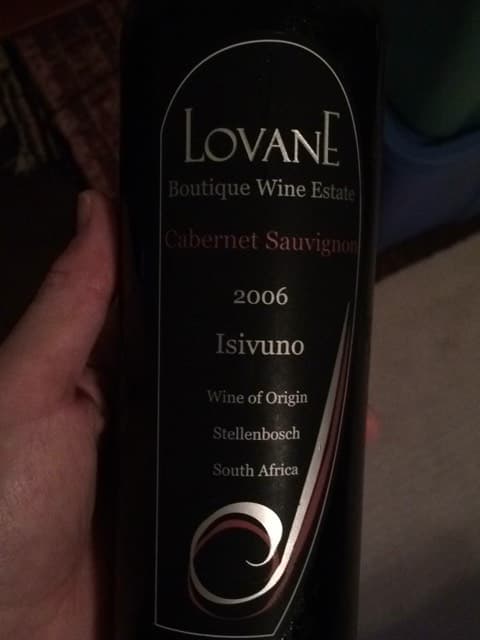 LOVANE
Boutique Wine Estate
Cabernet Sauvignon
2006
Isivuno
Wine of Origin
Stellenbosch
South Africa